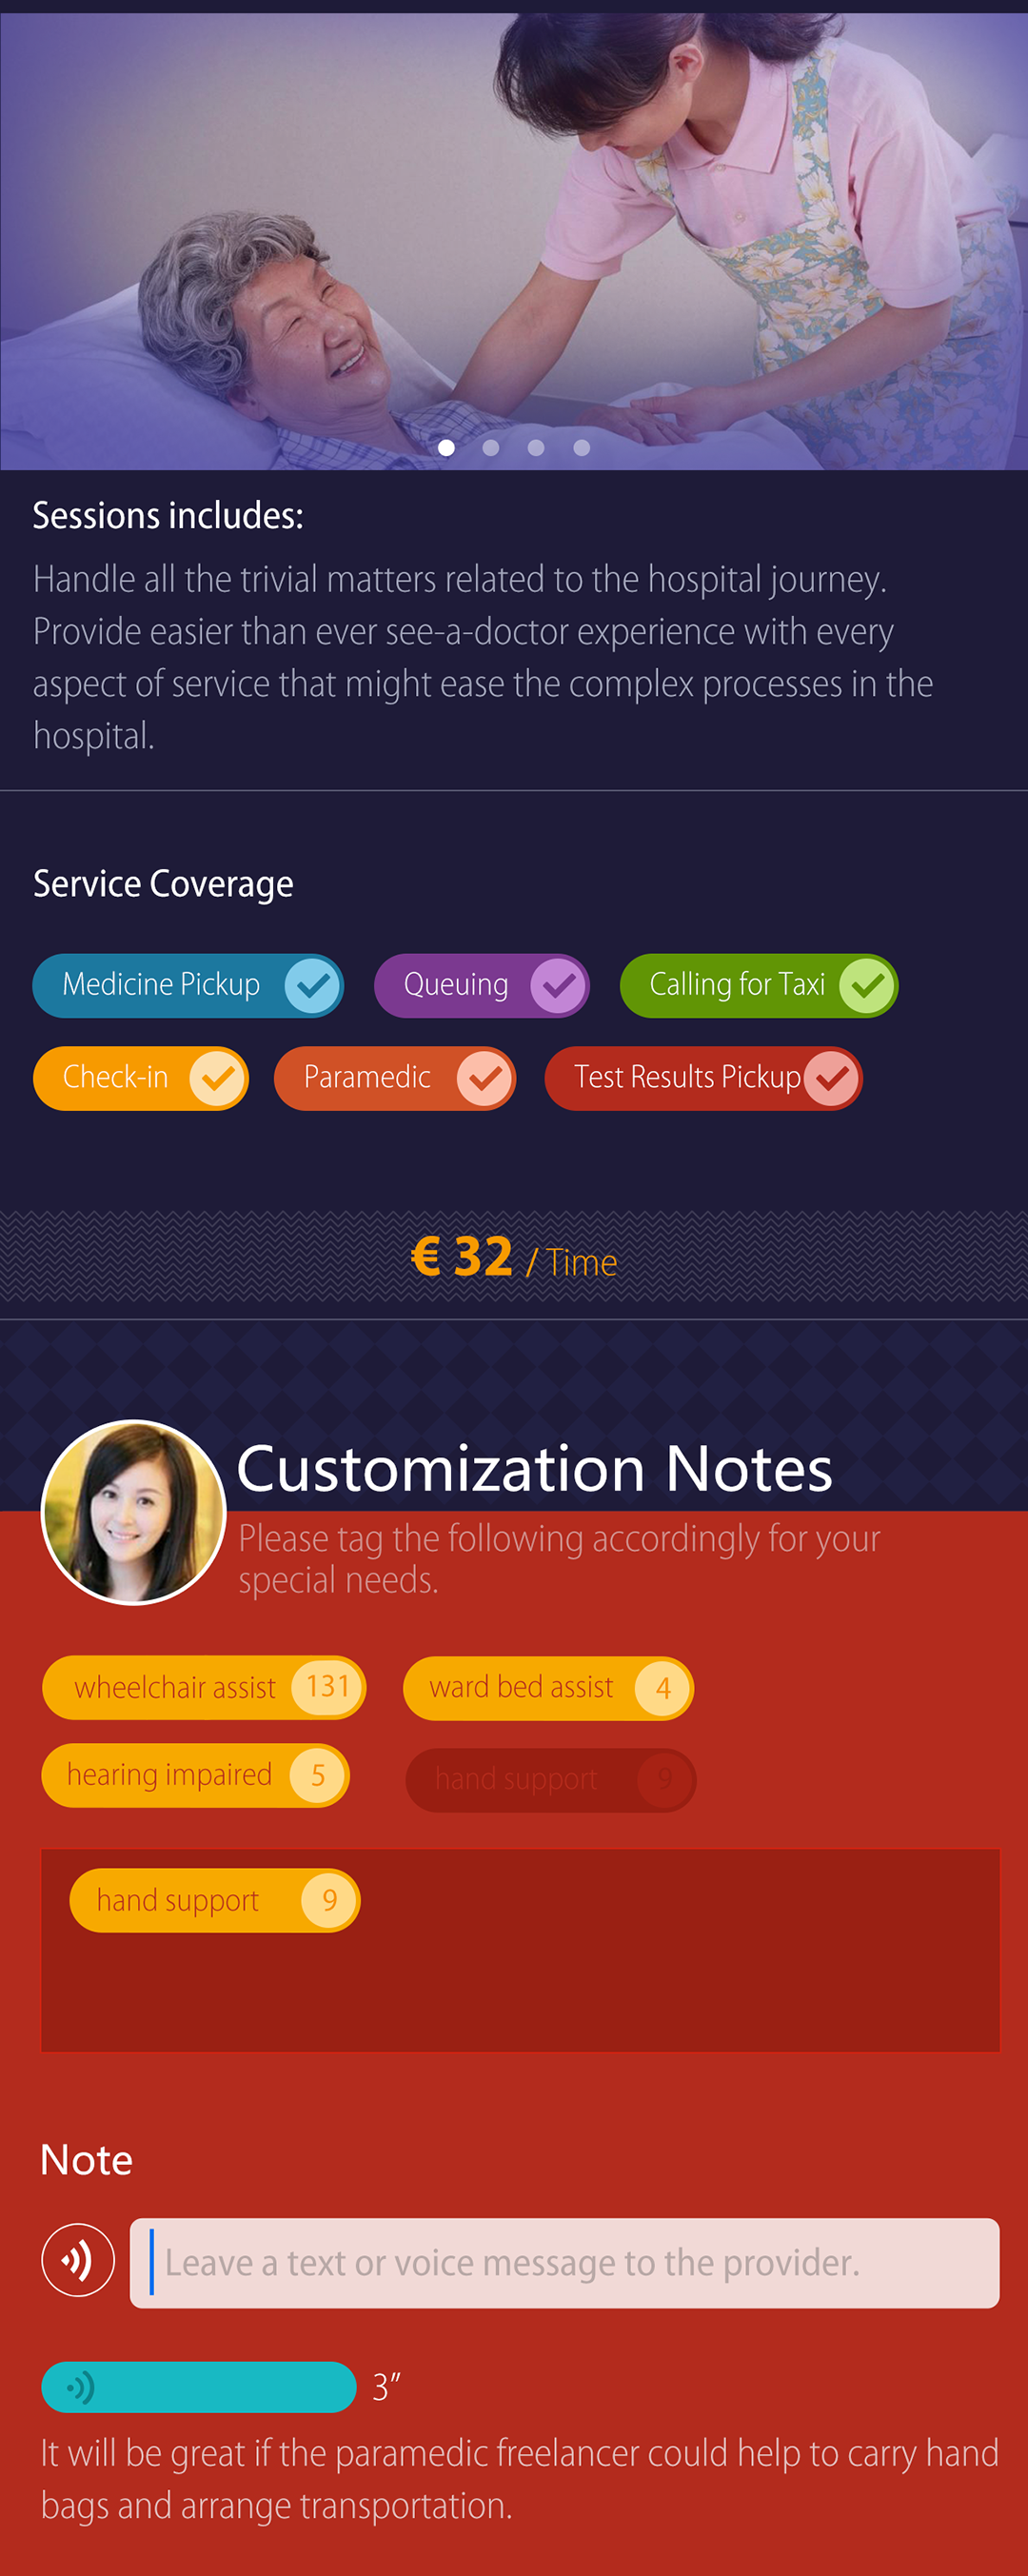 Sessions includes:
Handle all the trivial matters related to the hospital journey.
Provide easier than ever see-a-doctor experience with every
aspect of service that might ease the complex processes in the
hospital.
Service Coverage
Medicine Pickup
Queuing
Calling for Taxi
Check-in
Paramedic
Test Results Pickup
€ 32 / Time
Customization Notes
Please tag the following accordingly for your
special needs.
wheelchair assist 131
ward bed assist 4
hearing impaired 5
hand support 9
hand support 9
Note
Leave a text or voice message to the provider.
3”
It will be great if the paramedic freelancer could help to carry hand
bags and arrange transportation.